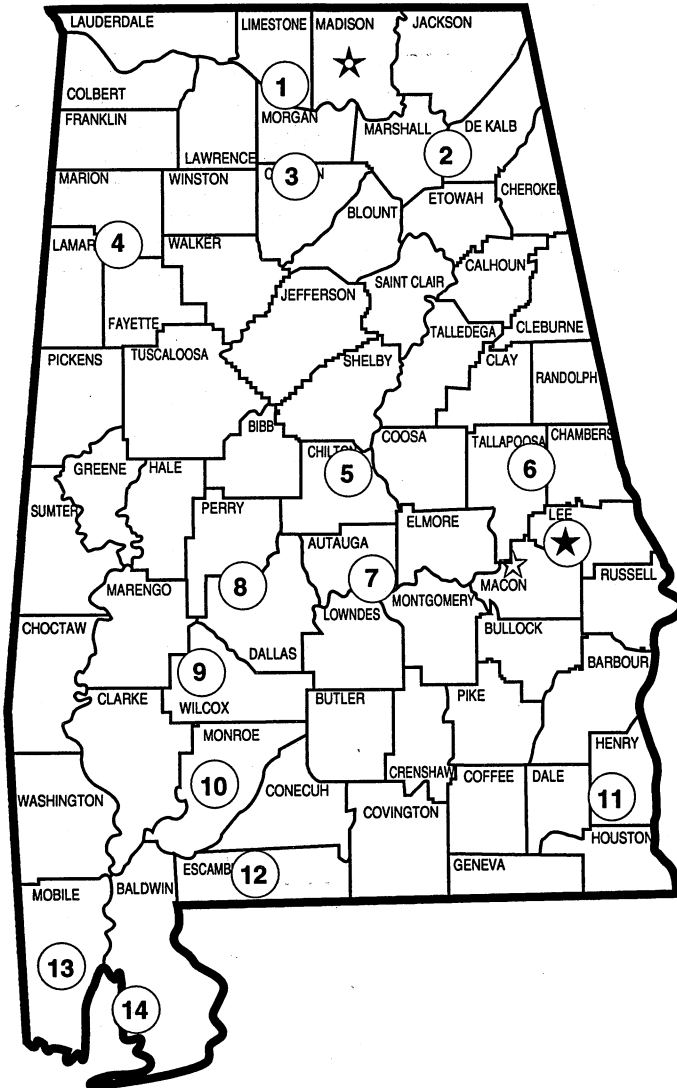 LAUDERDALE
LIMESTONE
MADISON
JACKSON
1
COLBERT
MORGAN
FRANKLIN
MARSHALL
DE KALB
2
LAWRENCE
3
MARION
WINSTON
CHEROKE
ETOWAH
BLOUNT
4
LAMAR
WALKER
CALHOUN
SAINT CLAIR
JEFFERSON
FAYETTE
TALLEDEGA
CLEBURNE
PICKENS
TUSCALOOSA
SHELBY
CLAY
RANDOLPH
BIBB
COOSA
TALLAPOOSA
CHAMBERS
CHILTON
GREENE
HALE
5
6
SUMTER
PERRY
ELMORE
LEE
AUTAUGA
RUSSELL
7
8
MACON
MARENGO
MONTGOMERY
LOWNDES
CHOCTAW
BULLOCK
DALLAS
BARBOUR
9
CLARKE
WILCOX
BUTLER
PIKE
MONROE
HENRY
10
CONECUH
CRENSHAW
COFFEE
DALE
11
WASHINGTON
COVINGTON
HOUSTON
ESCAMB
12
GENEVA
MOBILE
BALDWIN
13
14